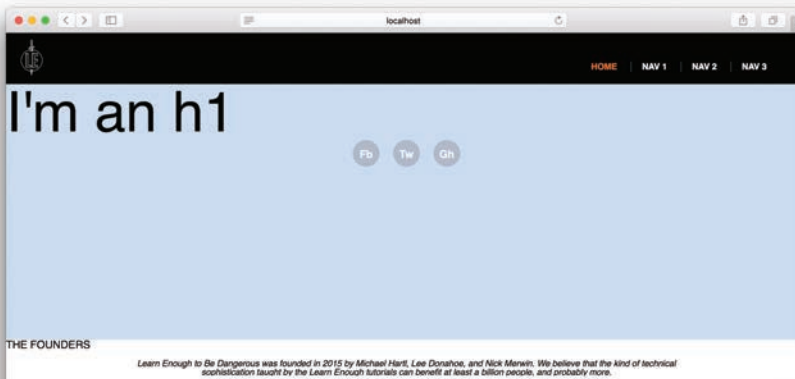 localhost
LE
HOME NAV 1 NAV 2 NAV 3
I'm an h1
Fb Tw Gh
THE FOUNDERS
Learn Enough to Be Dangerous was founded in 2015 by Michael Hartl, Lee Donahoe, and Nick Merwin. We believe that the kind of technical
sophistication taught by the Learn Enough tutorials can benefit at least a billion people, and probably more.